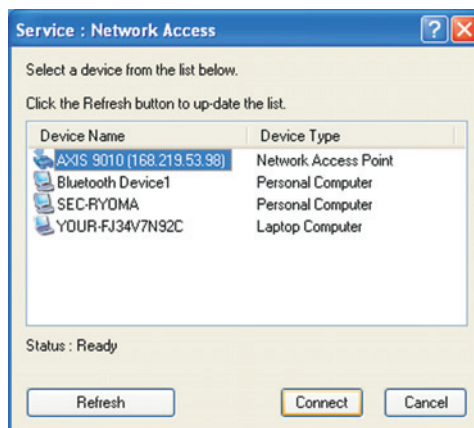 Service : Network Access
Select a device from the list below.
Click the Refresh button to up-date the list.
Device Name Device Type
AXIS 9010 (168.219.53.98) Network Access Point
Bluetooth Device1 Personal Computer
SEC-RYOMA Personal Computer
YOUR-FJ34V7N92C Laptop Computer
Status : Ready
Refresh Connect Cancel